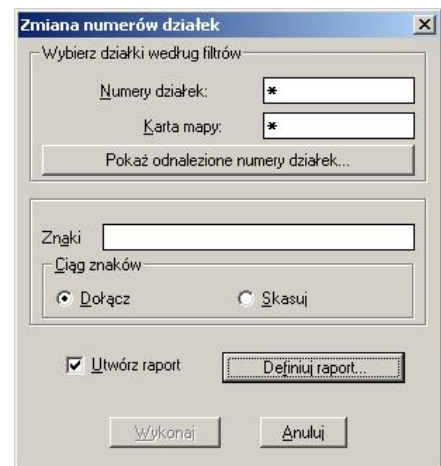 Zmiana numerów działek
Wybierz działki według filtrów
Numery działek: *
Karta mapy: *
Pokaż odnalezione numery działek...
Znaki
Ciąg znaków
Dołącz Skasuj
Utwórz raport Definiuj raport...
Wykonaj Anuluj